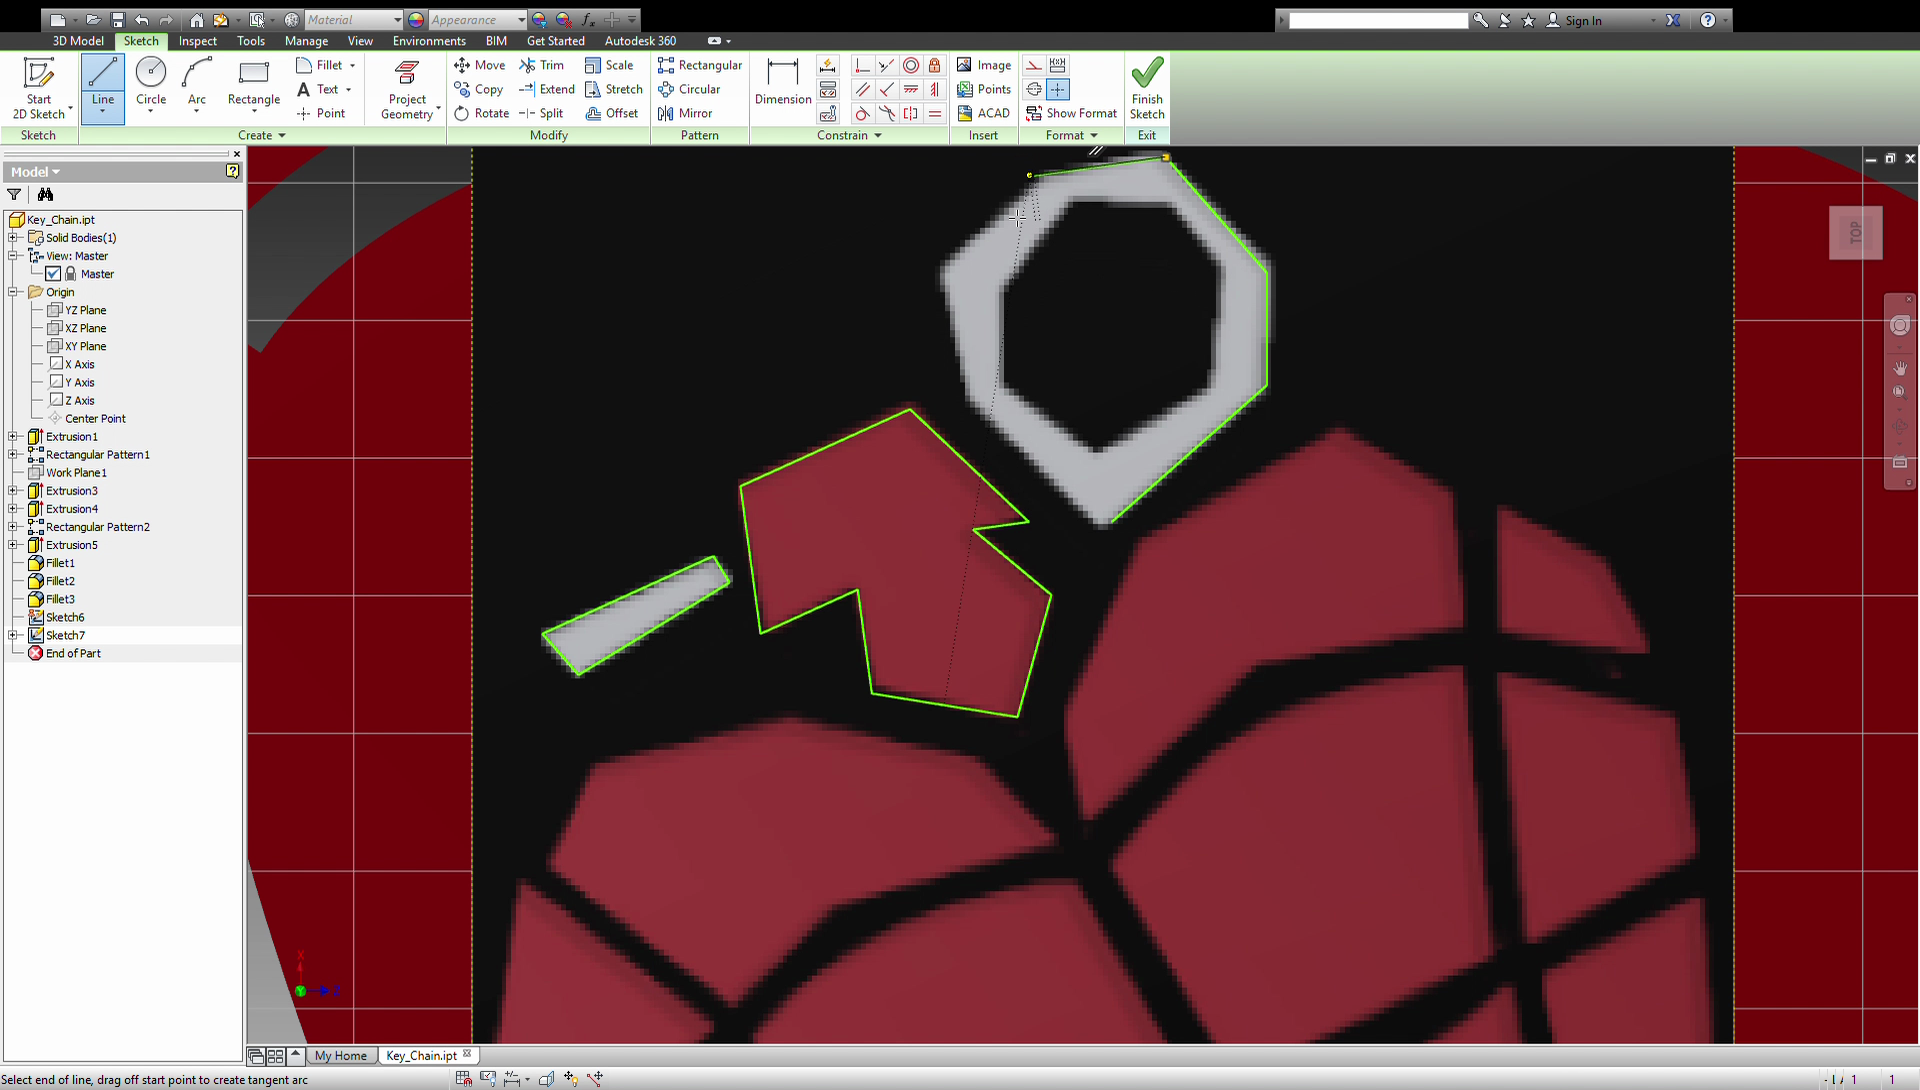 Material
Appearance
Sign In
3D Model Sketch Inspect Tools Manage View Environments BIM Get Started Autodesk 360
Start
2D Sketch
Line
Circle
Arc
Rectangle
Fillet
Text
Point
Project
Geometry
Move
Copy
Rotate
Trim
Extend
Split
Scale
Stretch
Offset
Rectangular
Circular
Mirror
Dimension
Image
Points
ACAD
Show Format
Finish
Sketch
Sketch Create Modify Pattern Constrain Insert Format Exit
Model
Key_Chain.ipt
Solid Bodies(1)
View: Master
Master
Origin
YZ Plane
XZ Plane
XY Plane
X Axis
Y Axis
Z Axis
Center Point
Extrusion1
Rectangular Pattern1
Work Plane1
Extrusion3
Extrusion4
Rectangular Pattern2
Extrusion5
Fillet1
Fillet2
Fillet3
Sketch6
Sketch7
End of Part
TOP
X
Z
My Home Key_Chain.ipt
Select end of line, drag off start point to create tangent arc
1 1